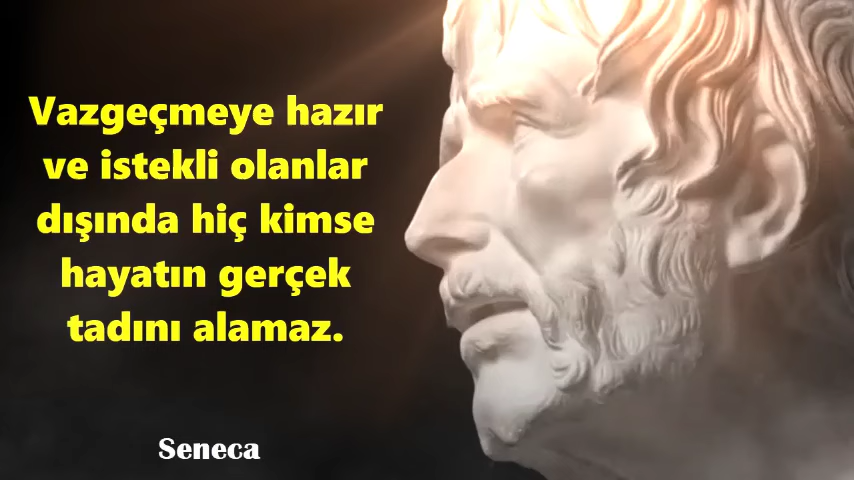 Vazgeçmeye hazır
ve istekli olanlar
dışında hiç kimse
hayatın gerçek
tadını alamaz.
Seneca